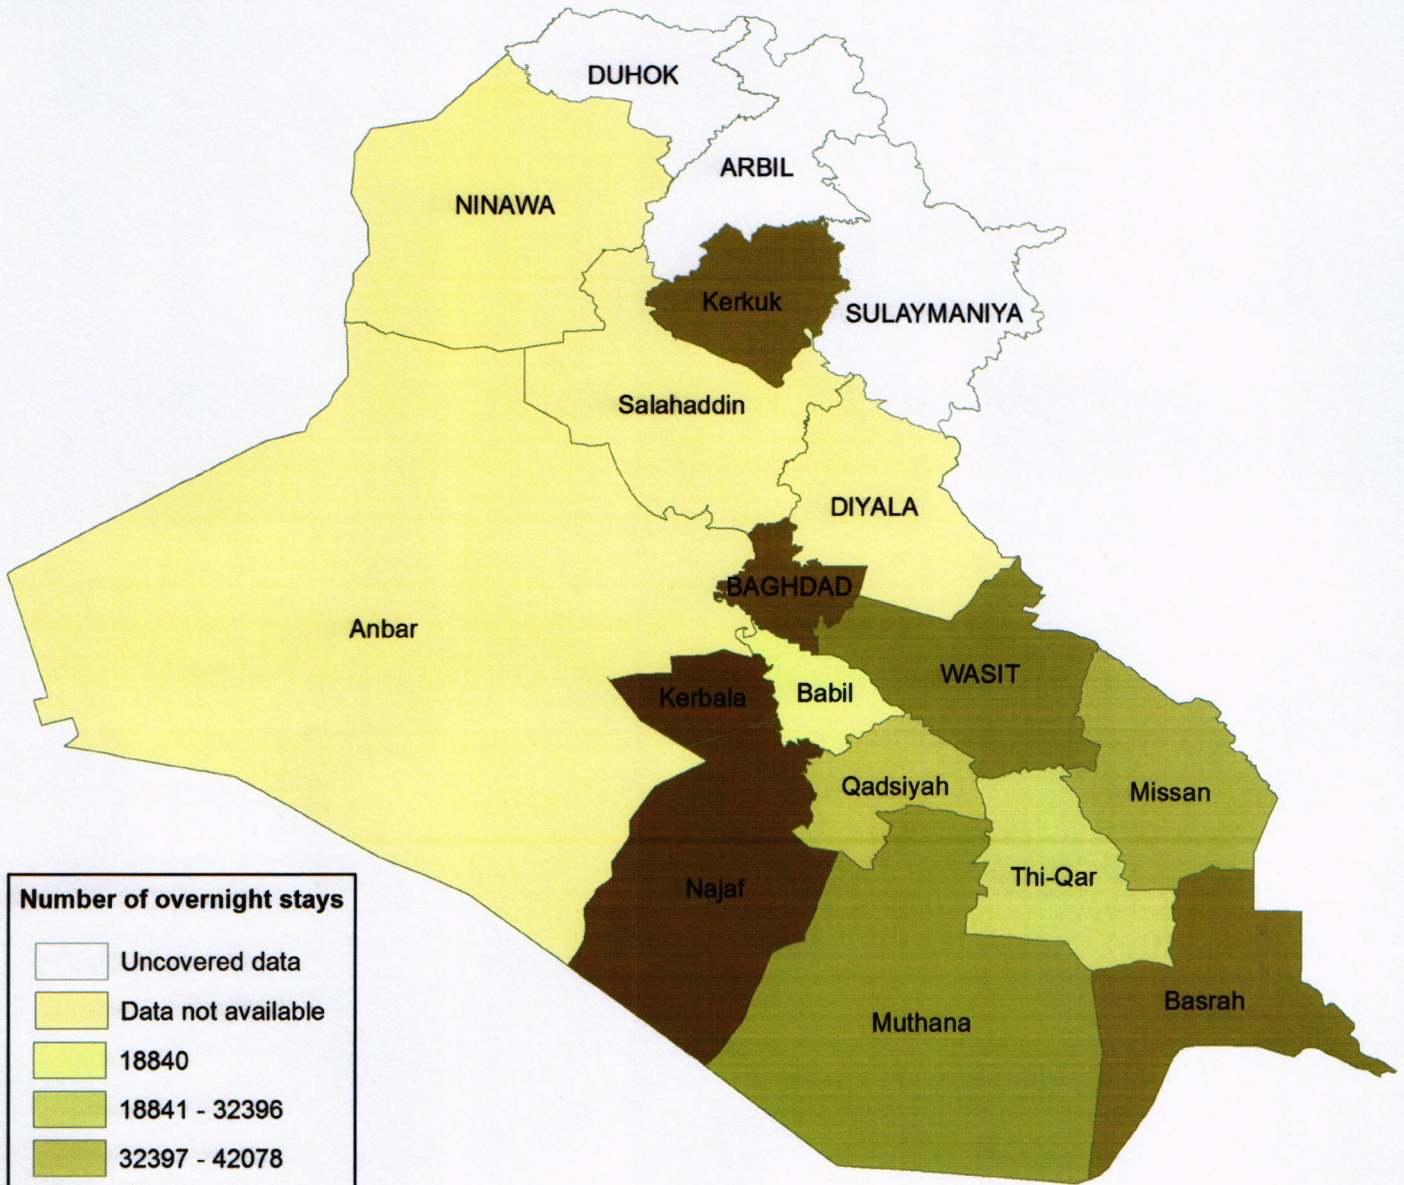 DUHOK
ARBIL
NINAWA
Kerkuk
SULAYMANIYA
Salahaddin
DIYALA
BAGHDAD
Anbar
WASIT
Kerbala
Babil
Qadsiyah
Missan
Najaf
Thi-Qar
Basrah
Muthana
Number of overnight stays
Uncovered data
Data not available
18840
18841 - 32396
32397 - 42078